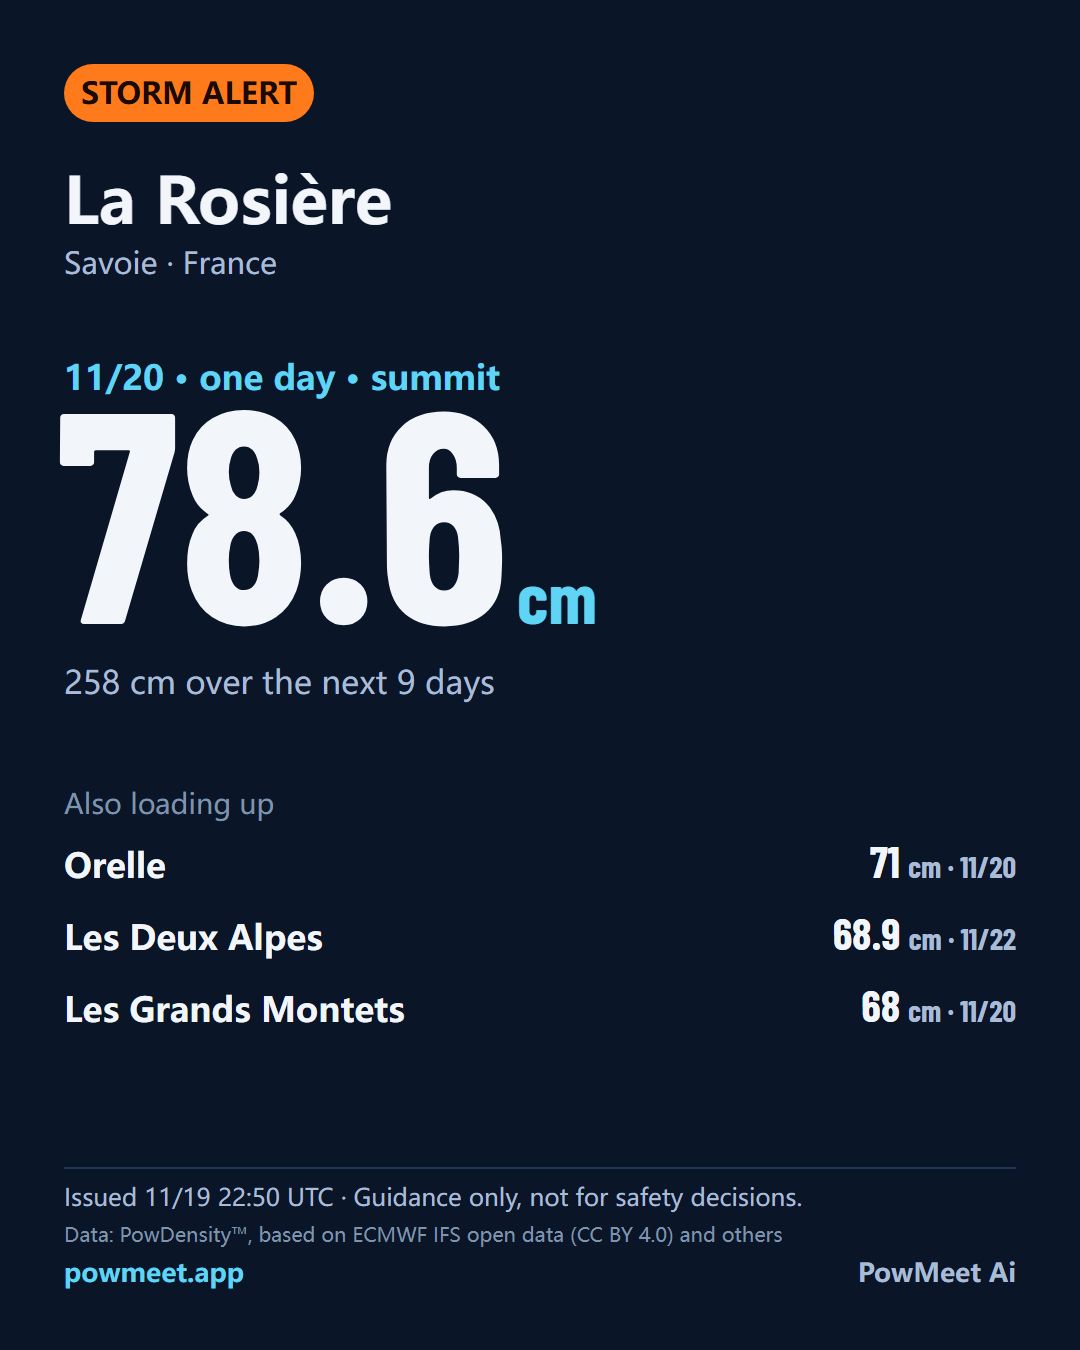 STORM ALERT
La Rosière
Savoie · France
11/20 • one day • summit
78.6 cm
258 cm over the next 9 days
Also loading up
Orelle 71 cm · 11/20
Les Deux Alpes 68.9 cm · 11/22
Les Grands Montets 68 cm · 11/20
Issued 11/19 22:50 UTC · Guidance only, not for safety decisions.
Data: PowDensity™, based on ECMWF IFS open data (CC BY 4.0) and others
powmeet.app PowMeet Ai